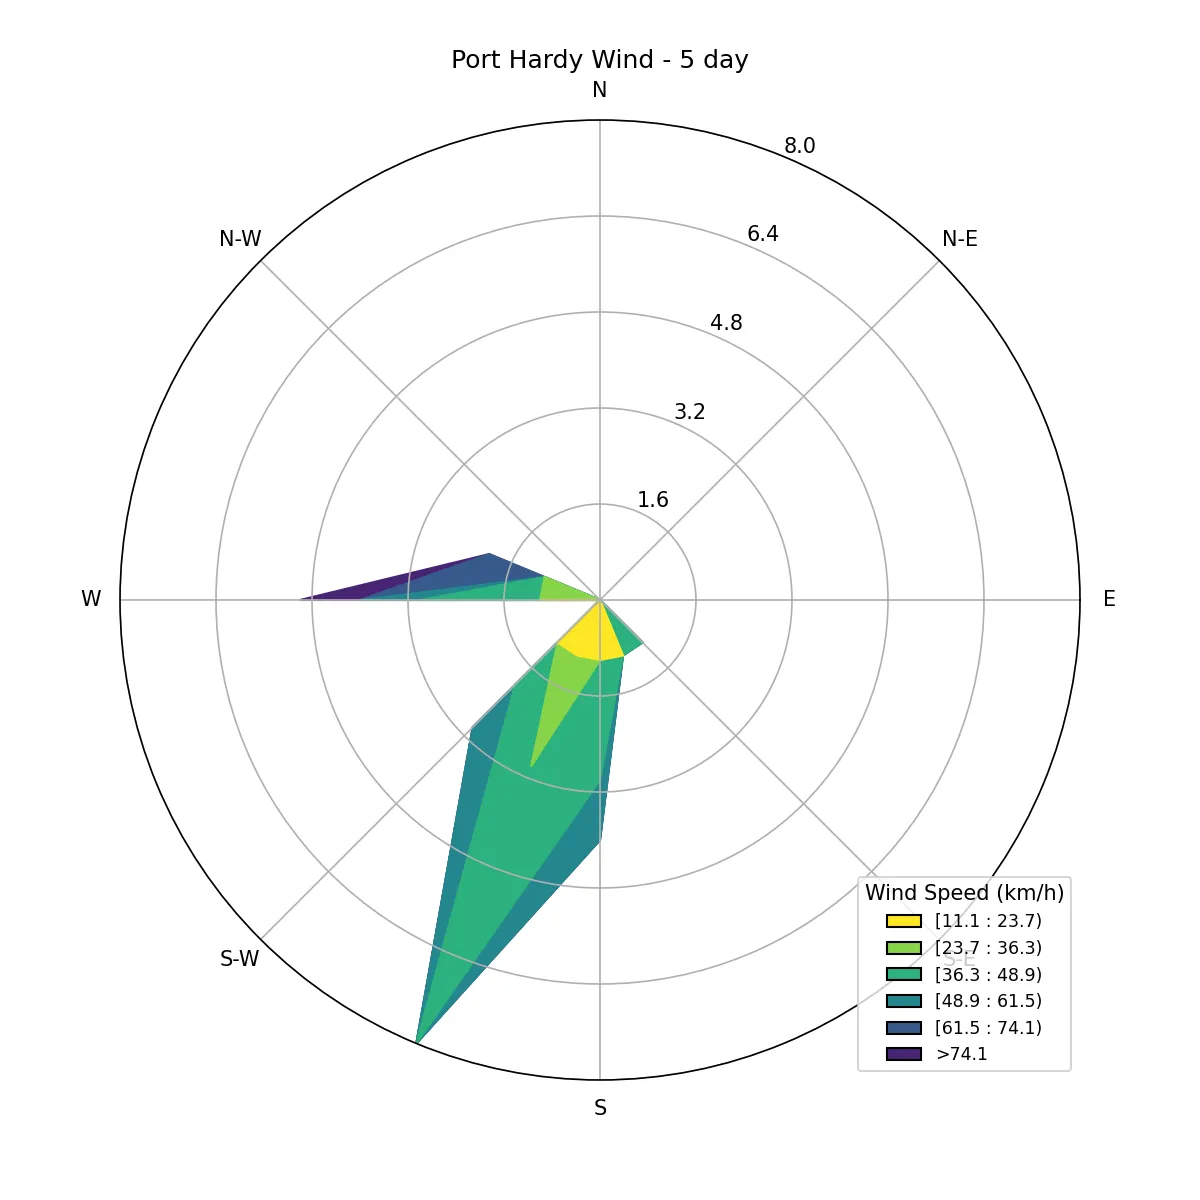 Port Hardy Wind - 5 day
N
8.0
6.4
N-W
N-E
4.8
3.2
1.6
W
E
Wind Speed (km/h)
[11.1 : 23.7)
[23.7 : 36.3)
S-W
S-E
[36.3 : 48.9)
[48.9 : 61.5)
[61.5 : 74.1)
>74.1
S